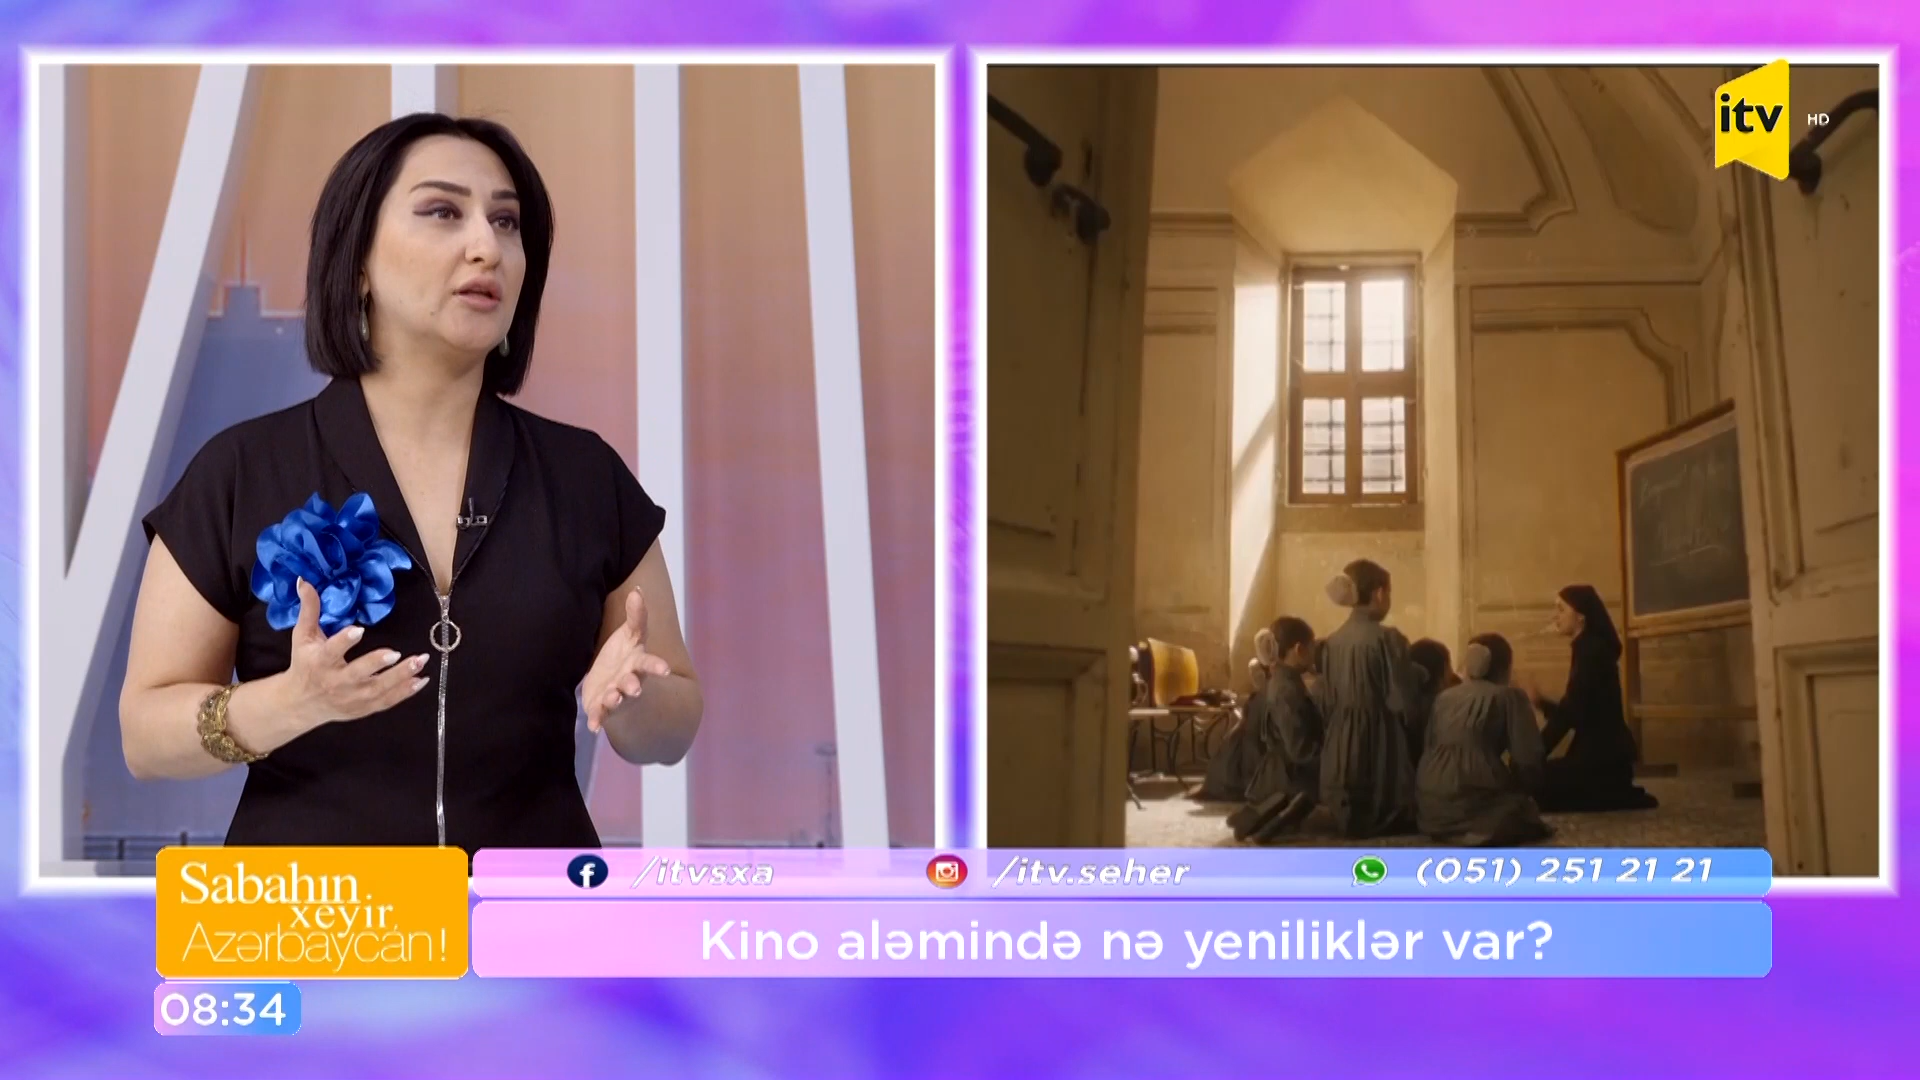 itv HD
/itvsxa /itv.seher (051) 251 21 21
Sabahın
xeyir,
Azərbaycan!
Kino aləmində nə yeniliklər var?
08:34